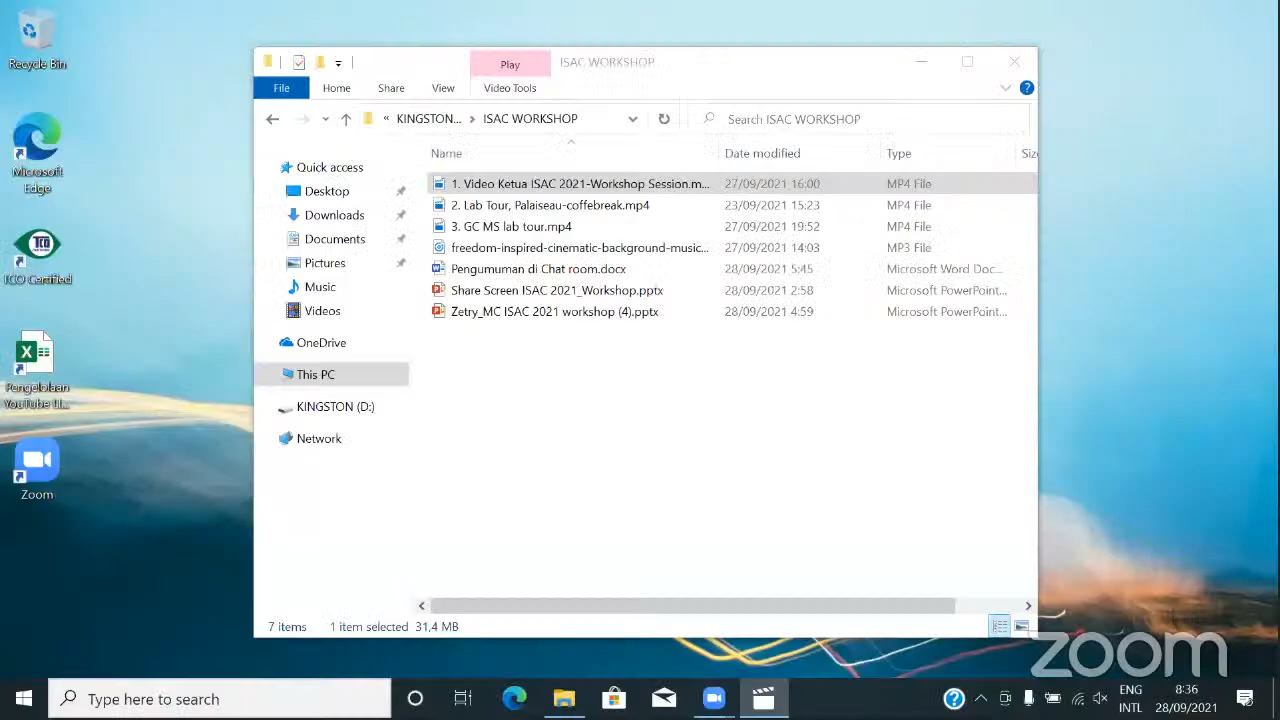 Recycle Bin
Microsoft
Edge
TCO
TCO Certified
Pengelolaan
YouTube U...
Zoom
Play
ISAC WORKSHOP
File
Home
Share
View
Video Tools
« KINGSTON... > ISAC WORKSHOP
Search ISAC WORKSHOP
Name
Date modified
Type
Siz
1. Video Ketua ISAC 2021-Workshop Session.m... 27/09/2021 16:00 MP4 File
2. Lab Tour, Palaiseau-coffebreak.mp4 23/09/2021 15:23 MP4 File
3. GC MS lab tour.mp4 27/09/2021 19:52 MP4 File
freedom-inspired-cinematic-background-music... 27/09/2021 14:03 MP3 File
Pengumuman di Chat room.docx 28/09/2021 5:45 Microsoft Word Doc...
Share Screen ISAC 2021_Workshop.pptx 28/09/2021 2:58 Microsoft PowerPoint...
Zetry_MC ISAC 2021 workshop (4).pptx 28/09/2021 4:59 Microsoft PowerPoint...
Quick access
Desktop
Downloads
Documents
Pictures
Music
Videos
OneDrive
This PC
KINGSTON (D:)
Network
7 items 1 item selected 31,4 MB
zoom
Type here to search
ENG
INTL
8:36
28/09/2021